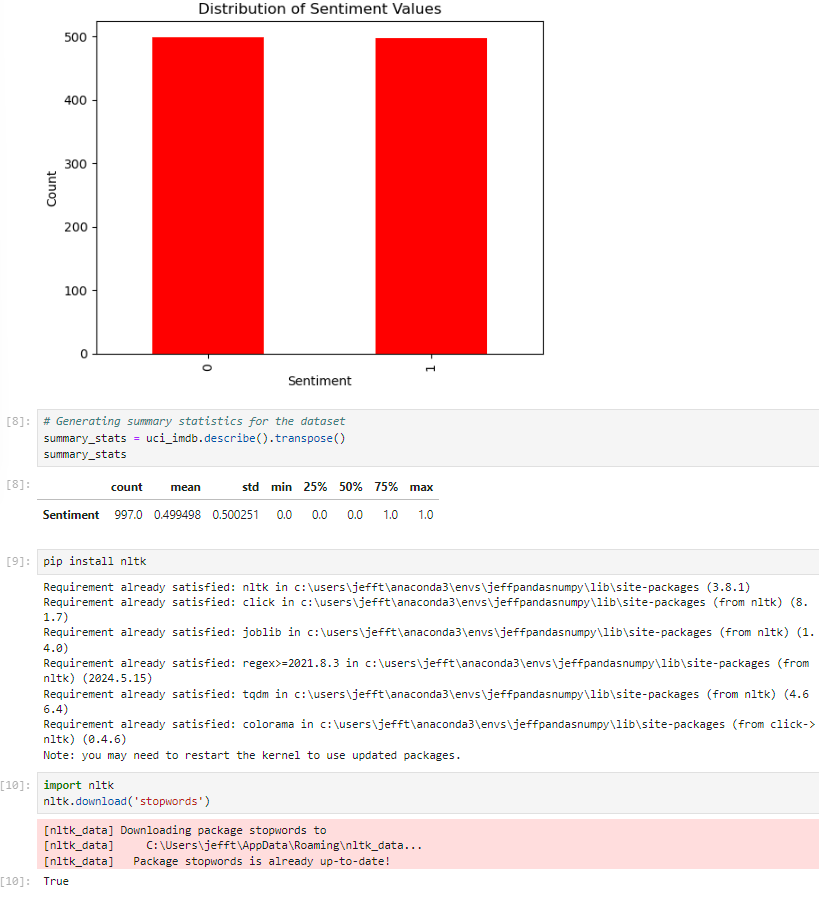 Distribution of Sentiment Values
500
400
300
200
100
0
Count
0
1
Sentiment
[8]: # Generating summary statistics for the dataset
summary_stats = uci_imdb.describe().transpose()
summary_stats
[8]: count mean std min 25% 50% 75% max
Sentiment 997.0 0.499498 0.500251 0.0 0.0 0.0 1.0 1.0
[9]: pip install nltk
Requirement already satisfied: nltk in c:\users\jefft\anaconda3\envs\jeffpandasnumpy\lib\site-packages (3.8.1)
Requirement already satisfied: click in c:\users\jefft\anaconda3\envs\jeffpandasnumpy\lib\site-packages (from nltk) (8.
1.7)
Requirement already satisfied: joblib in c:\users\jefft\anaconda3\envs\jeffpandasnumpy\lib\site-packages (from nltk) (1.
4.0)
Requirement already satisfied: regex>=2021.8.3 in c:\users\jefft\anaconda3\envs\jeffpandasnumpy\lib\site-packages (from
nltk) (2024.5.15)
Requirement already satisfied: tqdm in c:\users\jefft\anaconda3\envs\jeffpandasnumpy\lib\site-packages (from nltk) (4.6
6.4)
Requirement already satisfied: colorama in c:\users\jefft\anaconda3\envs\jeffpandasnumpy\lib\site-packages (from click->
nltk) (0.4.6)
Note: you may need to restart the kernel to use updated packages.
[10]: import nltk
nltk.download('stopwords')
[nltk_data] Downloading package stopwords to
[nltk_data]     C:\Users\jefft\AppData\Roaming\nltk_data...
[nltk_data]   Package stopwords is already up-to-date!
[10]: True